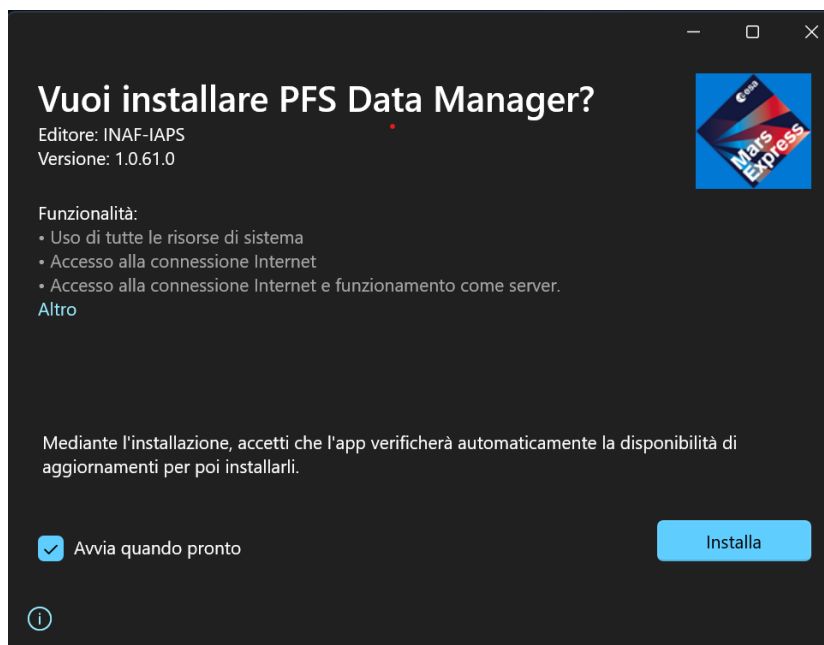 Vuoi installare PFS Data Manager?
Editore: INAF-IAPS
Versione: 1.0.61.0
esa
Mars
Express
Funzionalità:
• Uso di tutte le risorse di sistema
• Accesso alla connessione Internet
• Accesso alla connessione Internet e funzionamento come server.
Altro
Mediante l'installazione, accetti che l'app verificherà automaticamente la disponibilità di
aggiornamenti per poi installarli.
Avvia quando pronto
Installa